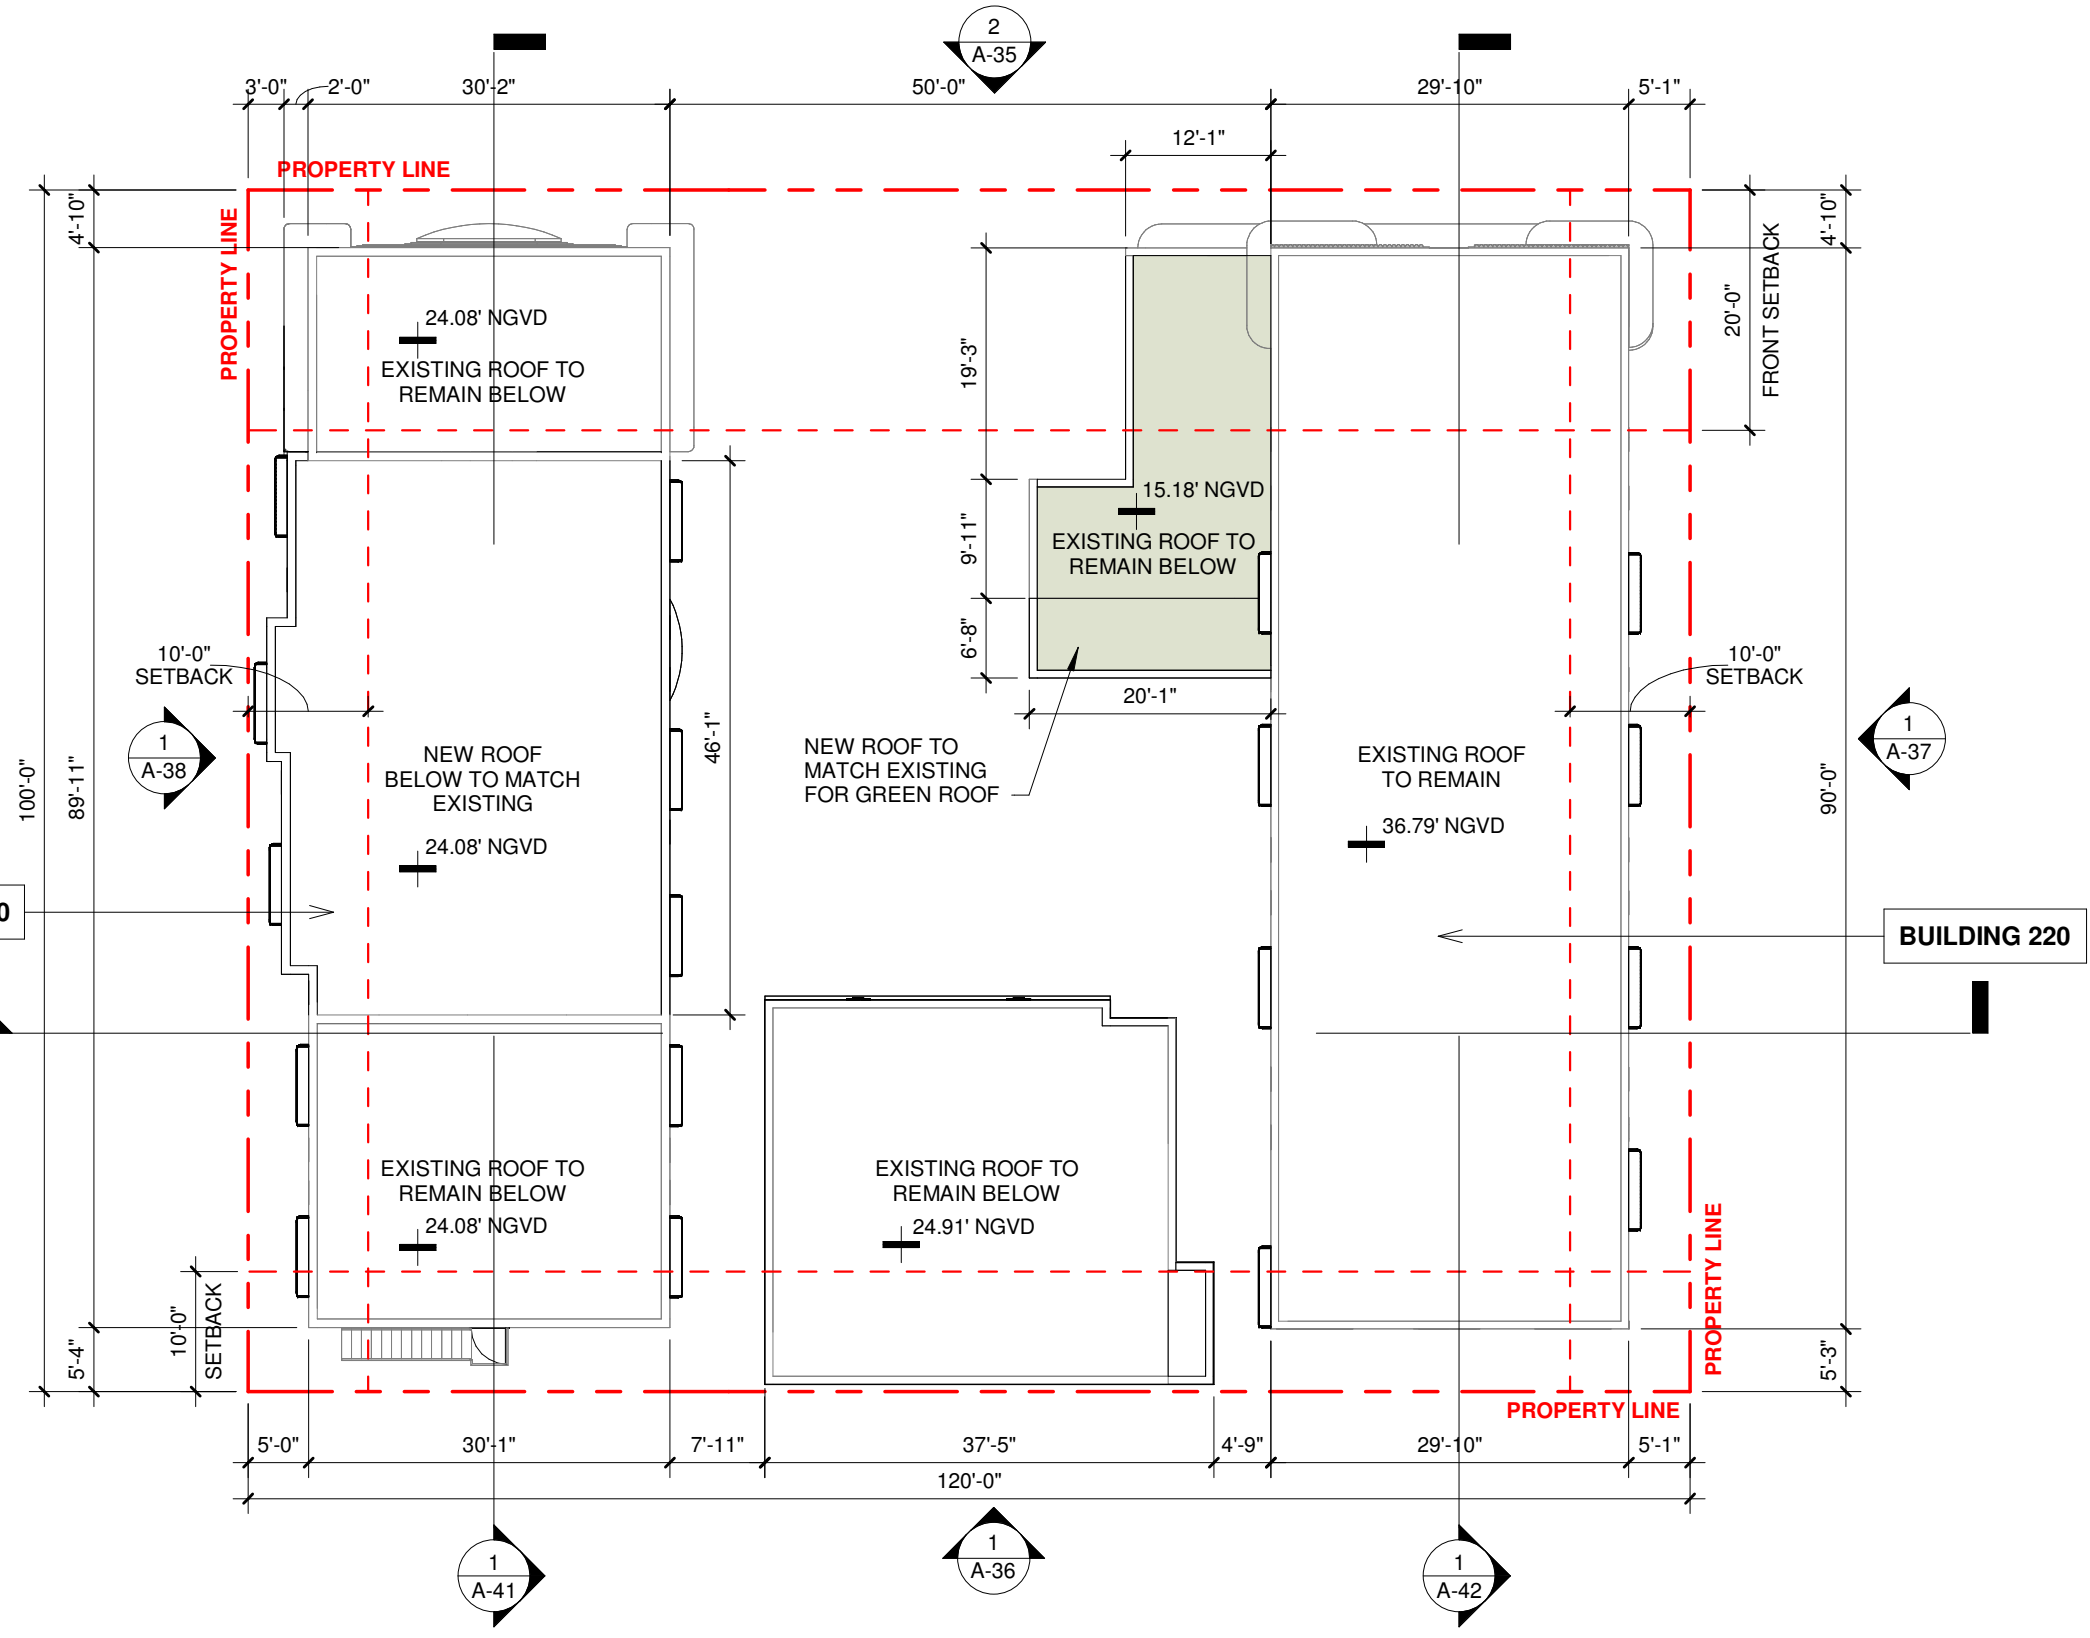 2
A-35
3'-0"
2'-0"
30'-2"
50'-0"
29'-10"
5'-1"
12'-1"
PROPERTY LINE
PROPERTY LINE
4'-10"
4'-10"
20'-0"
FRONT SETBACK
24.08' NGVD
EXISTING ROOF TO
REMAIN BELOW
19'-3"
15.18' NGVD
EXISTING ROOF TO
REMAIN BELOW
9'-11"
6'-8"
20'-1"
10'-0"
SETBACK
10'-0"
SETBACK
1
A-38
1
A-37
100'-0"
89'-11"
46'-1"
90'-0"
NEW ROOF
BELOW TO MATCH
EXISTING
24.08' NGVD
NEW ROOF TO
MATCH EXISTING
FOR GREEN ROOF
EXISTING ROOF
TO REMAIN
36.79' NGVD
0
BUILDING 220
EXISTING ROOF TO
REMAIN BELOW
24.08' NGVD
EXISTING ROOF TO
REMAIN BELOW
24.91' NGVD
PROPERTY LINE
10'-0"
SETBACK
5'-4"
5'-3"
PROPERTY LINE
5'-0"
30'-1"
7'-11"
37'-5"
4'-9"
29'-10"
5'-1"
120'-0"
1
A-41
1
A-36
1
A-42